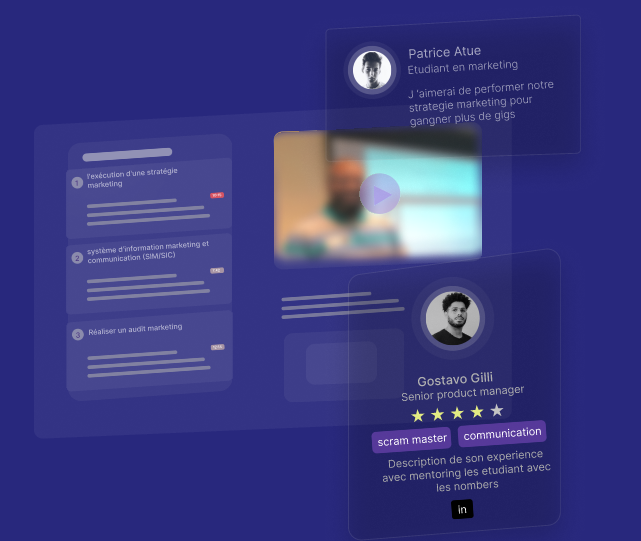 Patrice Atue
Etudiant en marketing
J 'aimerai de performer notre
strategie marketing pour
gangner plus de gigs
1
l'exécution d'une stratégie
marketing
2
système d'information marketing et
communication (SIM/SIC)
3
Réaliser un audit marketing
Gostavo Gilli
Senior product manager
scram master
communication
Description de son experience
avec mentoring les etudiant avec
les nombers
in